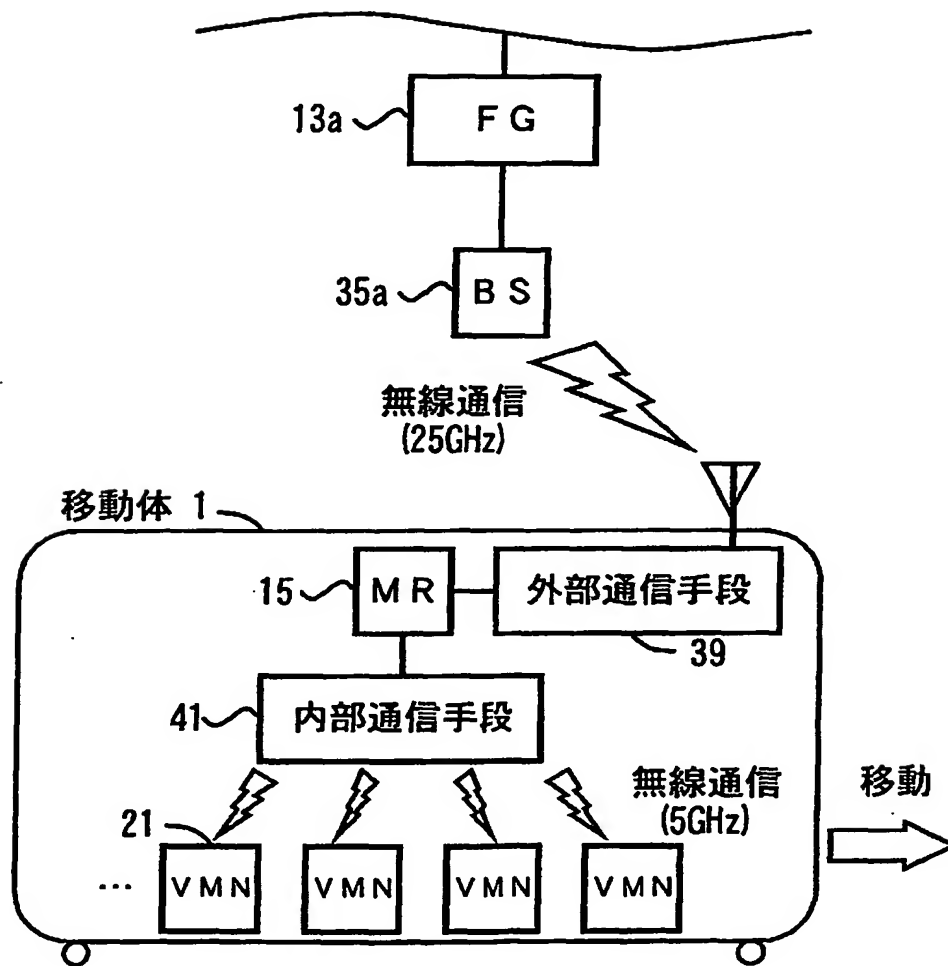 13a
F G
35a
B S
無線通信
(25GHz)
移動体 1
15
M R
外部通信手段
39
41
内部通信手段
無線通信
(5GHz)
移動
21
...
V M N
V M N
V M N
V M N